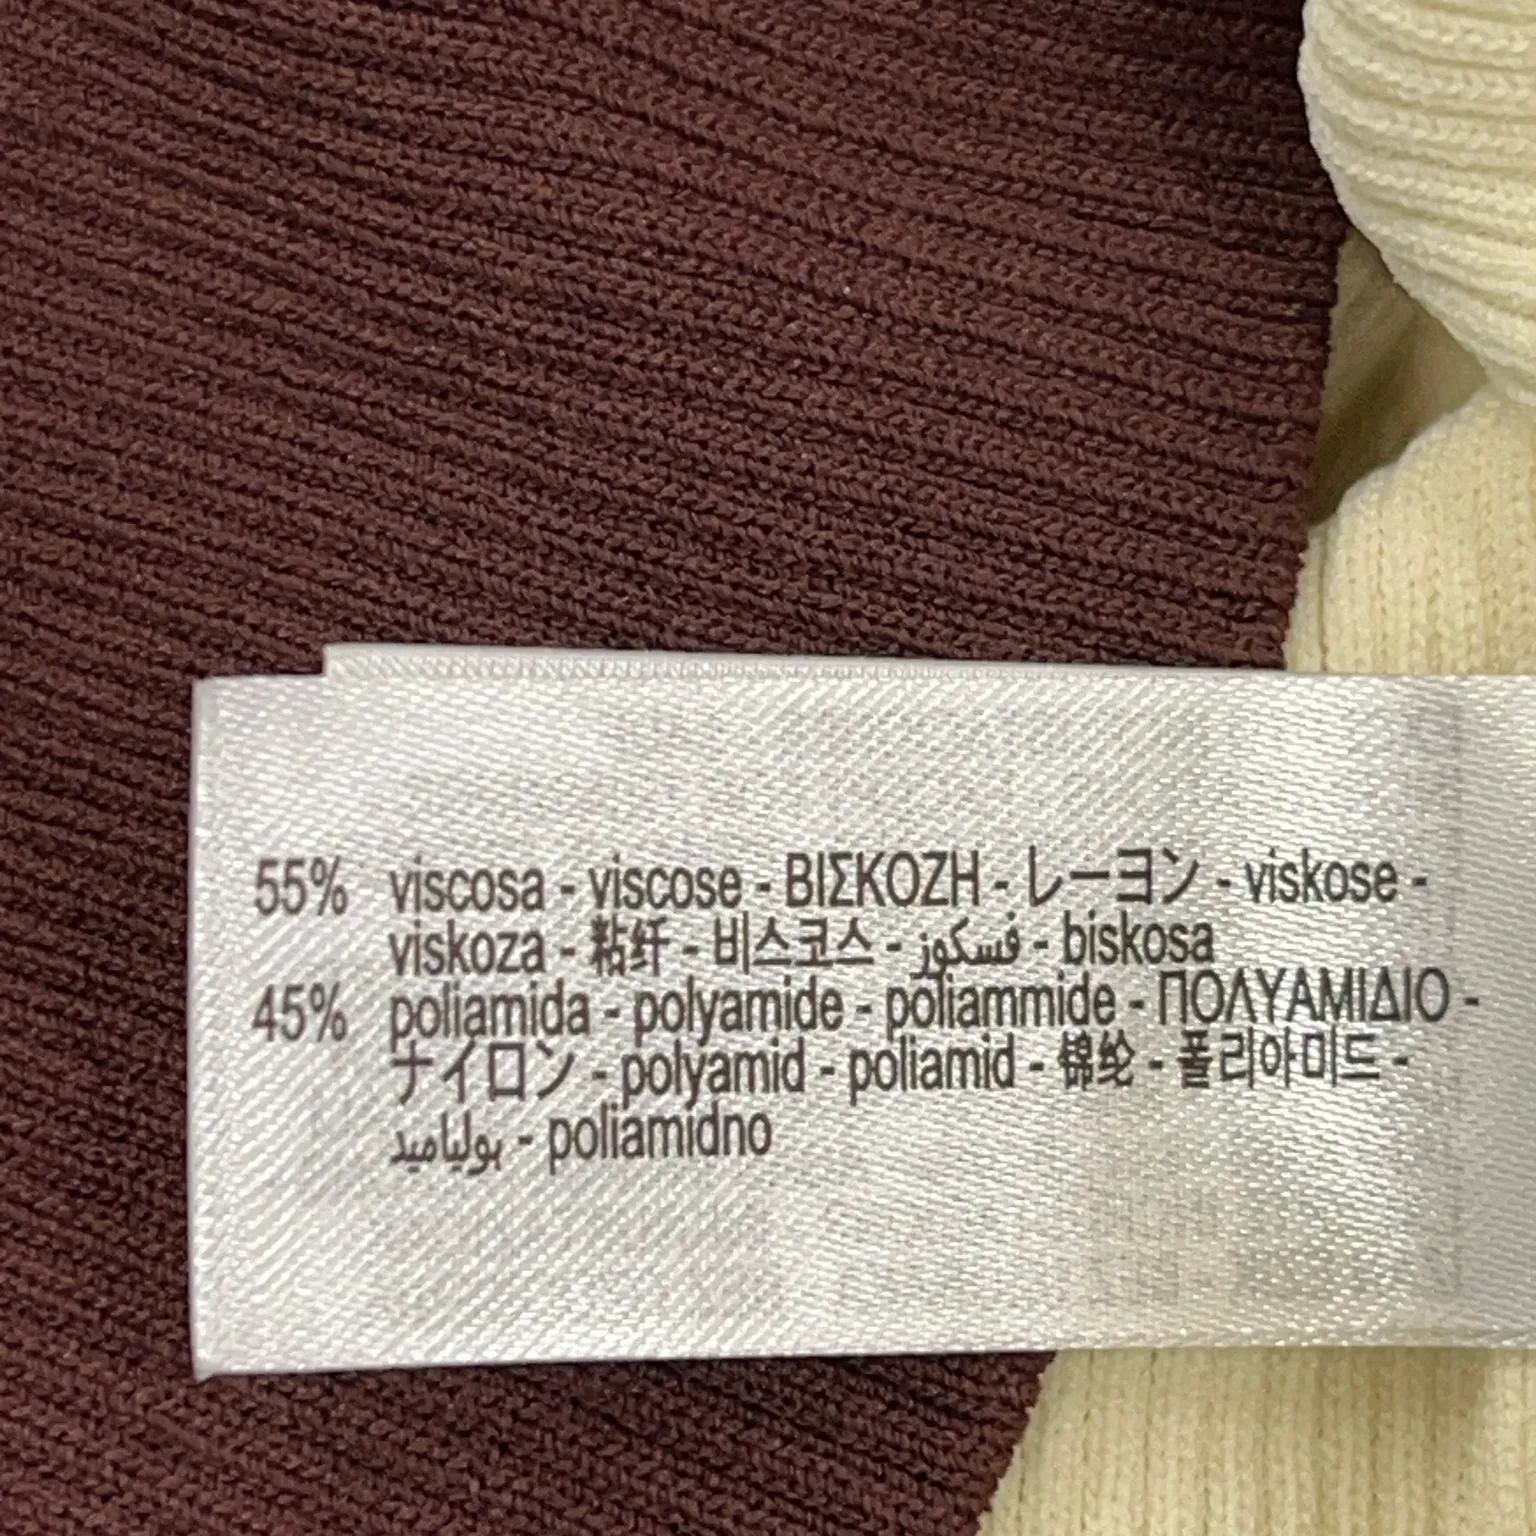 55% viscosa - viscose - ΒΙΣΚΟΖΗ - レーヨン - viskose -
viskoza - 粘纤 - 비스코스 - فسكوز - biskosa
45% poliamida - polyamide - poliammide - ΠΟΛΥΑΜΙΔΙΟ -
ナイロン - polyamid - poliamid - 锦纶 - 폴리아미드 -
بولياميد - poliamidno